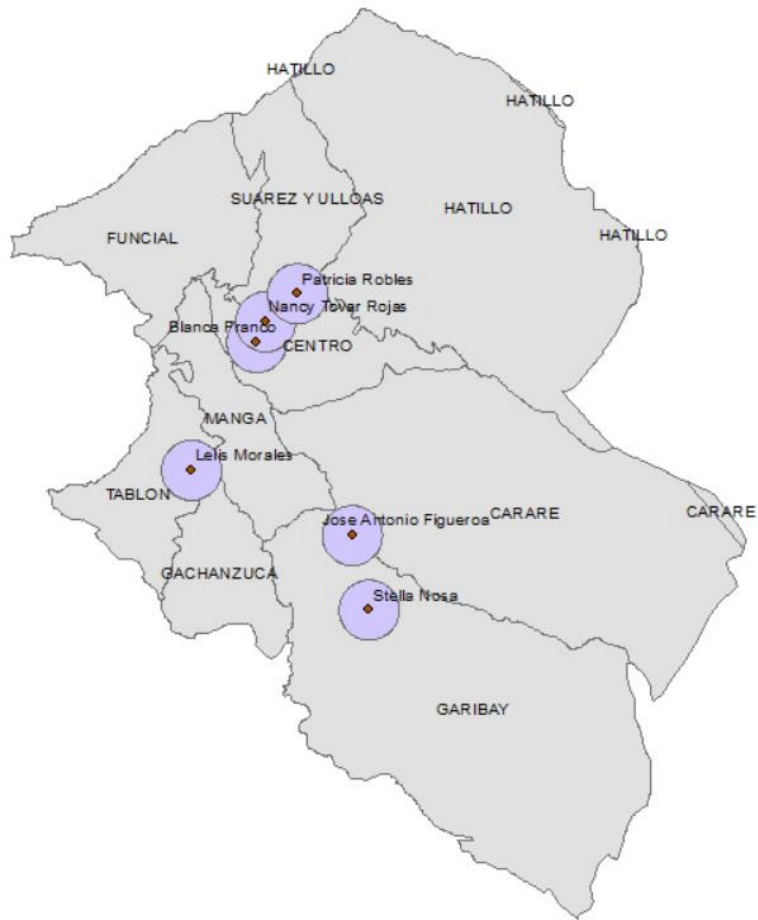 HATILLO
HATILLO
SUAREZ Y ULLOAS
HATILLO
FUNCIAL
HATILLO
Patricia Robles
Nancy Tovar Rojas
Blanca Franco
CENTRO
MANGA
Lelis Morales
TABLON
Jose Antonio Figueroa
CARARE
CARARE
GACHANZUCA
Stella Nosa
GARIBAY